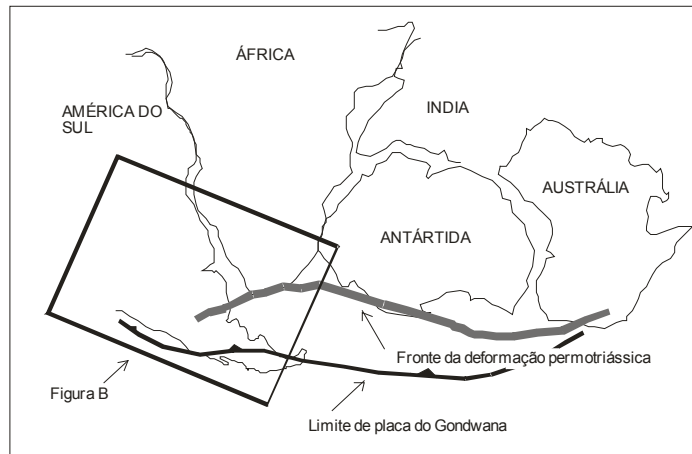 ÁFRICA
AMÉRICA DO
SUL
INDIA
AUSTRÁLIA
ANTÁRTIDA
Fronte da deformação permotriássica
Figura B
Limite de placa do Gondwana